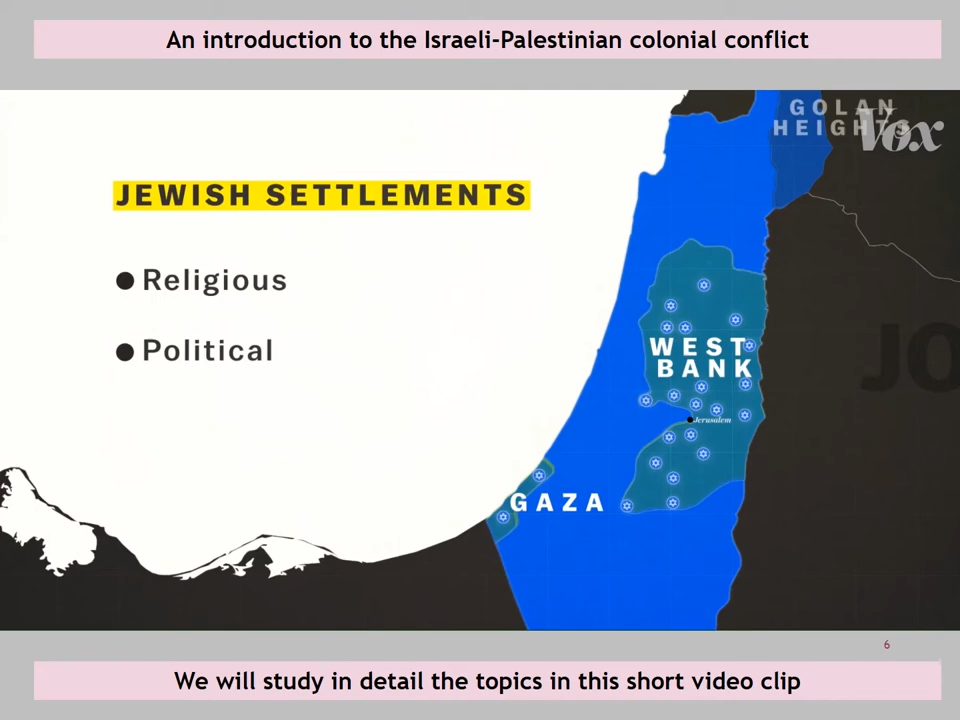 An introduction to the Israeli-Palestinian colonial conflict
GOLAN
HEIGHTS
Vox
JEWISH SETTLEMENTS
● Religious
● Political
WEST
BANK
Jerusalem
JO
GAZA
6
We will study in detail the topics in this short video clip